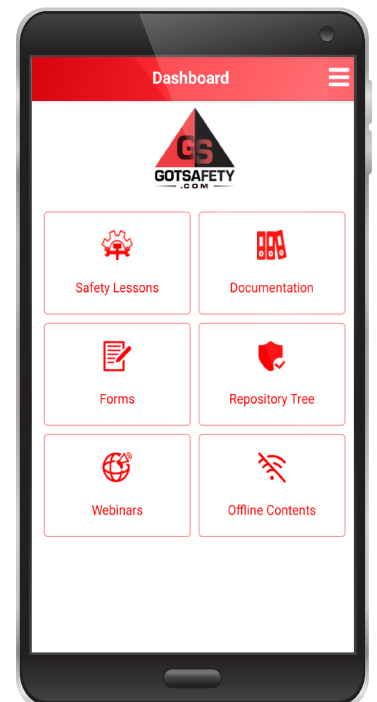 Dashboard
GS
GOTSAFETY
.COM
Safety Lessons
Documentation
Forms
Repository Tree
Webinars
Offline Contents